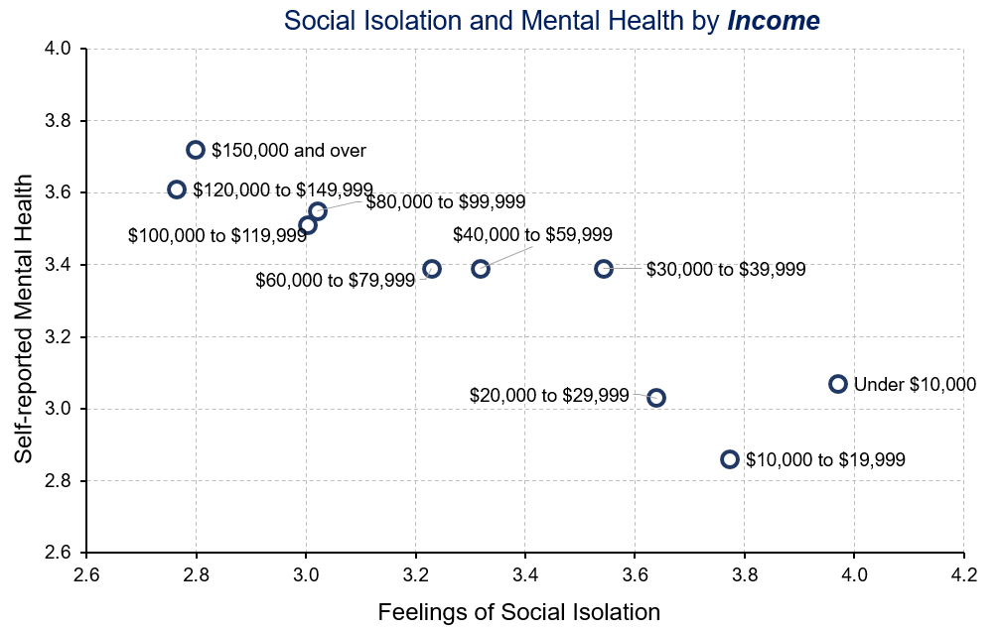 Social Isolation and Mental Health by Income
4.0
3.8
3.6
3.4
3.2
3.0
2.8
2.6
Self-reported Mental Health
$150,000 and over
$120,000 to $149,999
$80,000 to $99,999
$100,000 to $119,999
$40,000 to $59,999
$60,000 to $79,999
$30,000 to $39,999
$20,000 to $29,999
Under $10,000
$10,000 to $19,999
2.6 2.8 3.0 3.2 3.4 3.6 3.8 4.0 4.2
Feelings of Social Isolation